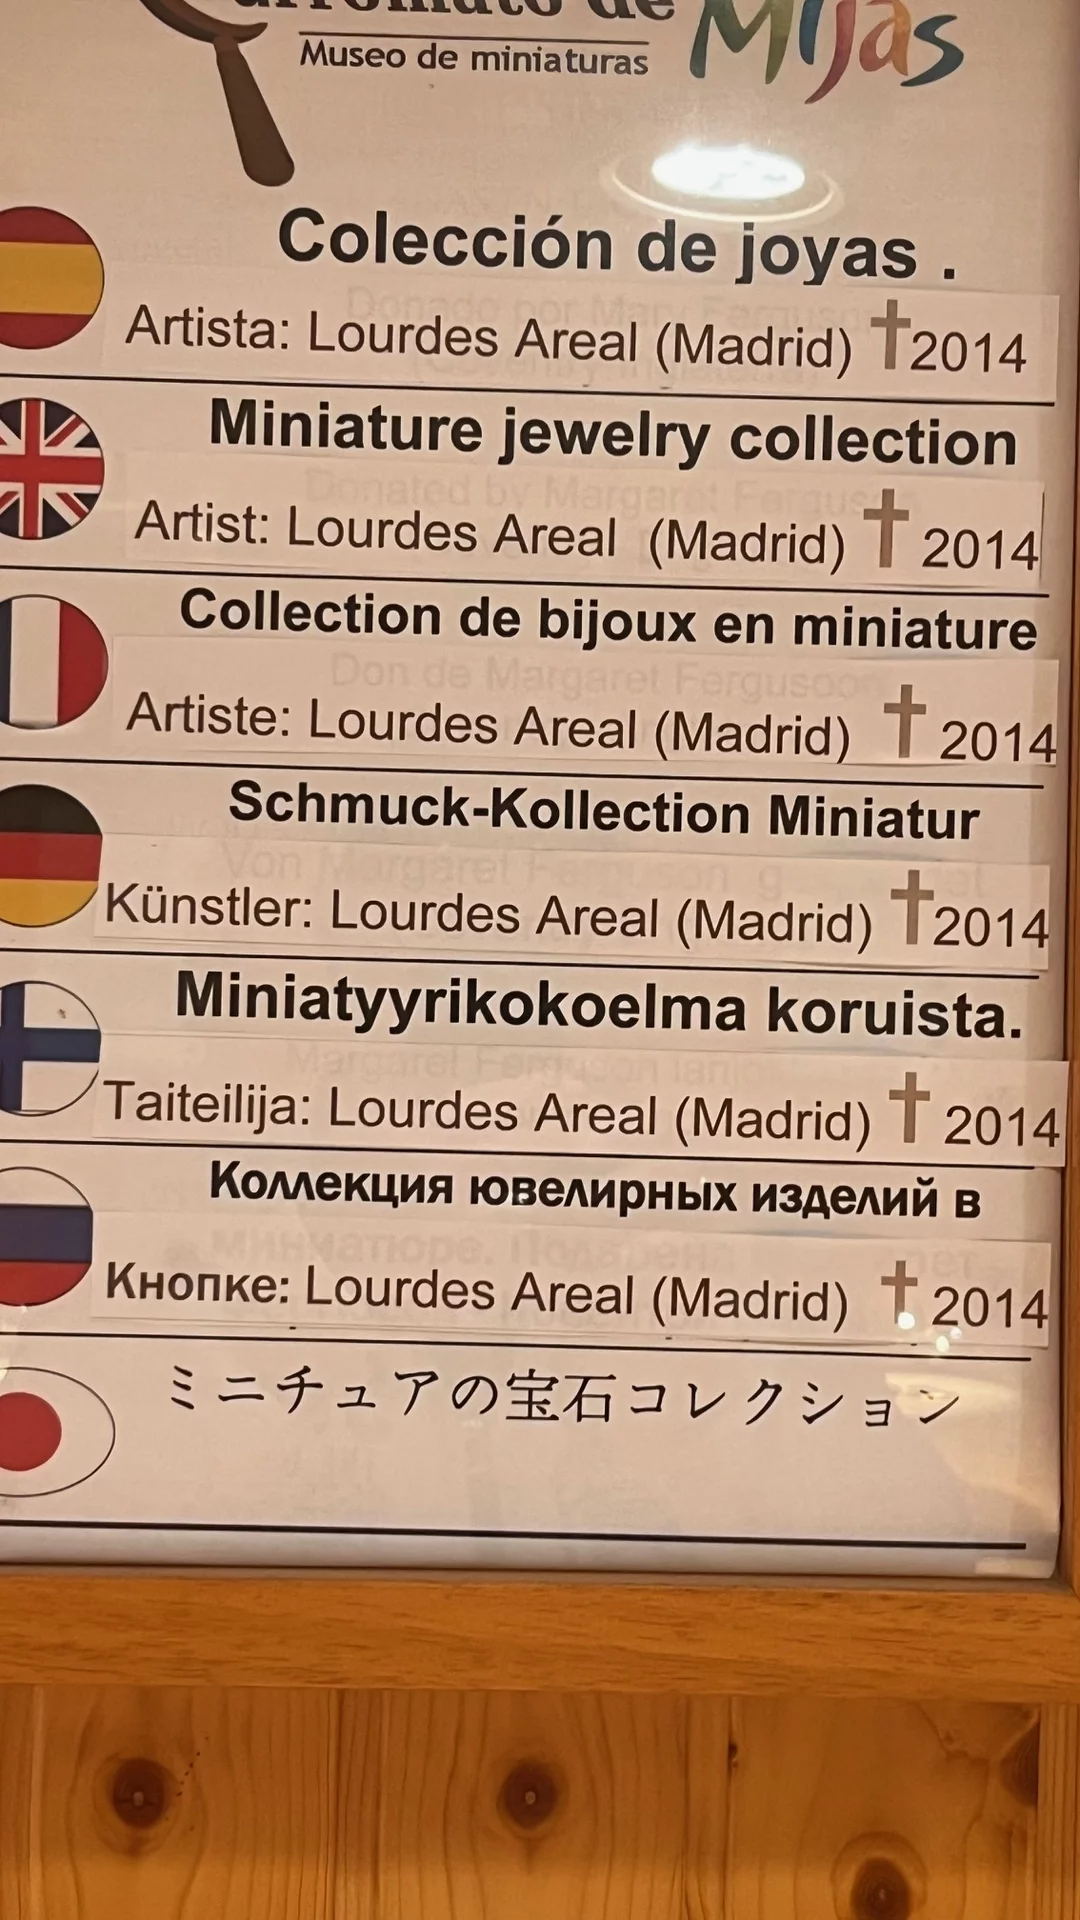 de Mijas
Museo de miniaturas
Colección de joyas .
Artista: Lourdes Areal (Madrid) †2014
Miniature jewelry collection
Artist: Lourdes Areal (Madrid) † 2014
Collection de bijoux en miniature
Artiste: Lourdes Areal (Madrid) † 2014
Schmuck-Kollection Miniatur
Künstler: Lourdes Areal (Madrid) †2014
Miniatyyrikokoelma koruista.
Taiteilija: Lourdes Areal (Madrid) † 2014
Коллекция ювелирных изделий в
Кнопке: Lourdes Areal (Madrid) † 2014
ミニチュアの宝石コレクション